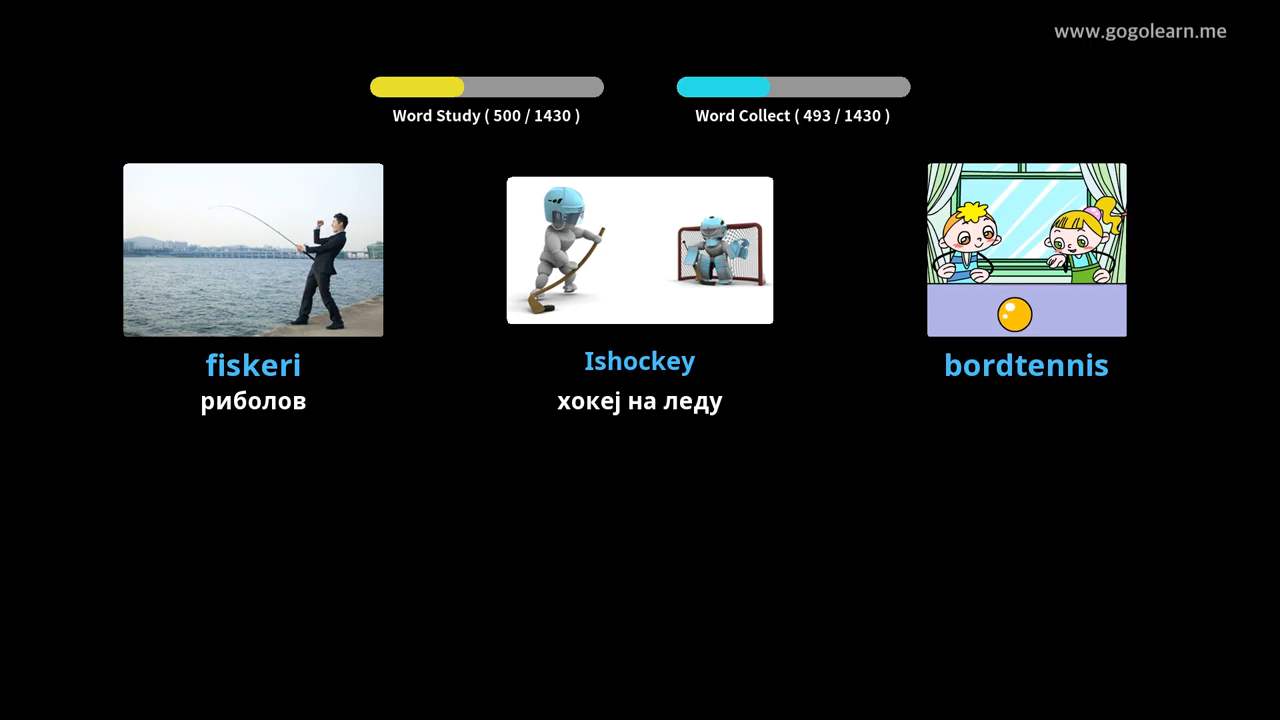 www.gogolearn.me
Word Study ( 500 / 1430 )
Word Collect ( 493 / 1430 )
fiskeri
риболов
Ishockey
хокеј на леду
bordtennis